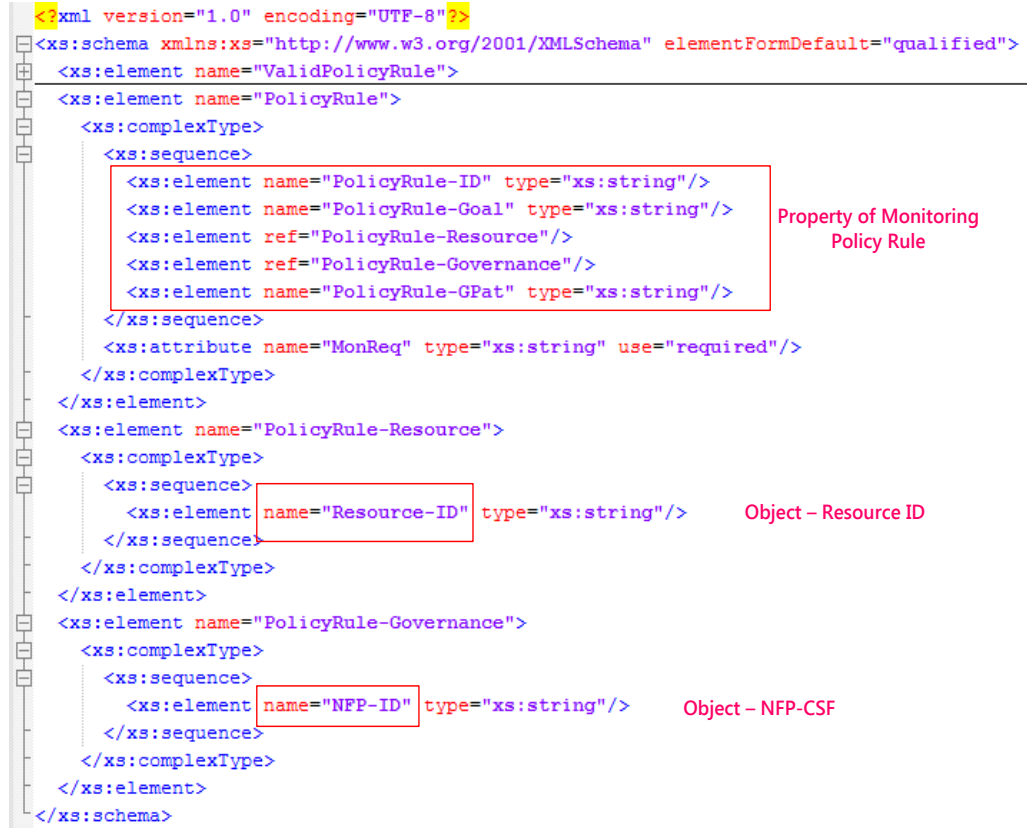 <?xml version="1.0" encoding="UTF-8"?>
<xs:schema xmlns:xs="http://www.w3.org/2001/XMLSchema" elementFormDefault="qualified">
<xs:element name="ValidPolicyRule">
<xs:element name="PolicyRule">
<xs:complexType>
<xs:sequence>
<xs:element name="PolicyRule-ID" type="xs:string"/>
<xs:element name="PolicyRule-Goal" type="xs:string"/>
<xs:element ref="PolicyRule-Resource"/>
<xs:element ref="PolicyRule-Governance"/>
<xs:element name="PolicyRule-GPat" type="xs:string"/>
Property of Monitoring
Policy Rule
</xs:sequence>
<xs:attribute name="MonReq" type="xs:string" use="required"/>
</xs:complexType>
</xs:element>
<xs:element name="PolicyRule-Resource">
<xs:complexType>
<xs:sequence>
<xs:element name="Resource-ID" type="xs:string"/>
Object – Resource ID
</xs:sequence>
</xs:complexType>
</xs:element>
<xs:element name="PolicyRule-Governance">
<xs:complexType>
<xs:sequence>
<xs:element name="NFP-ID" type="xs:string"/>
Object – NFP-CSF
</xs:sequence>
</xs:complexType>
</xs:element>
</xs:schema>